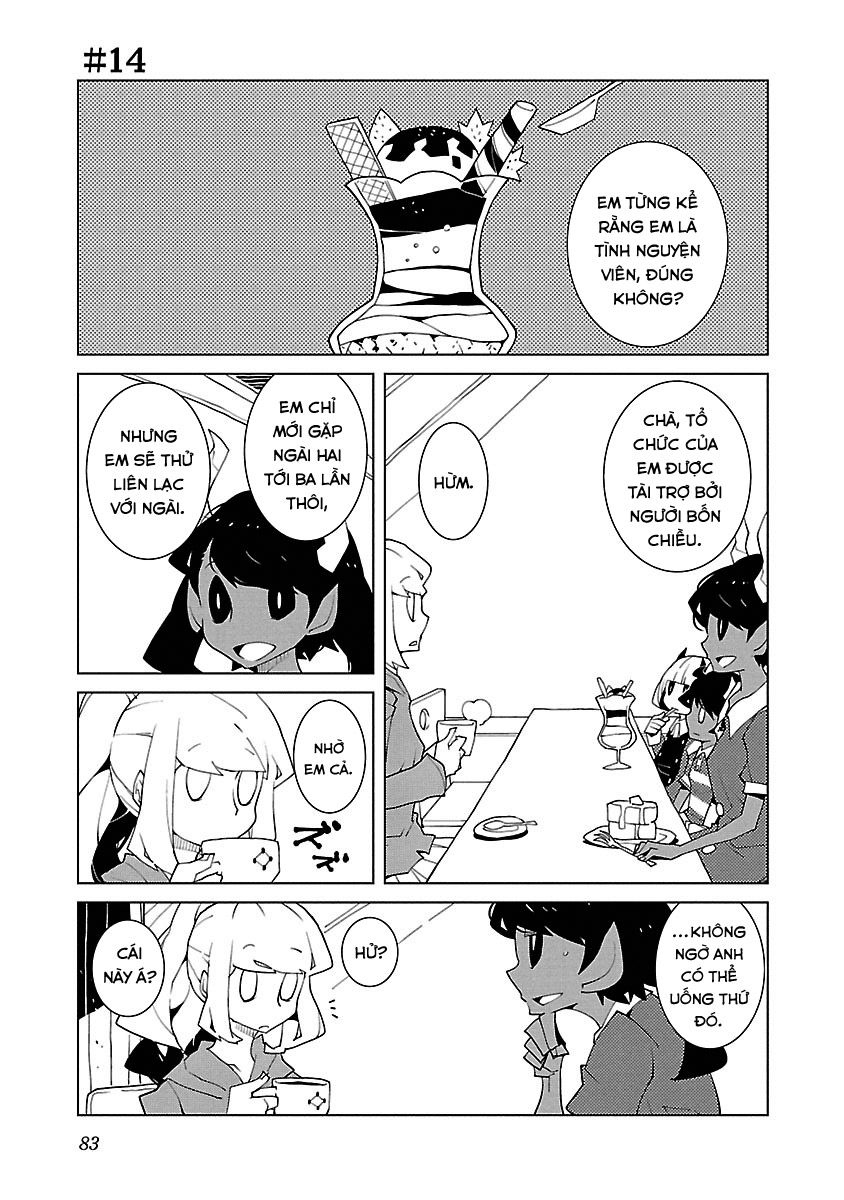 #14
EM TỪNG KỂ
RẰNG EM LÀ
TÌNH NGUYỆN
VIÊN, ĐÚNG
KHÔNG?
CHÀ, TỔ
CHỨC CỦA
EM ĐƯỢC
TÀI TRỢ BỞI
NGƯỜI BỐN
CHIỀU.
HỪM.
EM CHỈ
MỚI GẶP
NGÀI HAI
TỚI BA LẦN
THÔI,
NHƯNG
EM SẼ THỬ
LIÊN LẠC
VỚI NGÀI.
NHỜ
EM CẢ.
ズズ
...KHÔNG
NGỜ ANH
CÓ THỂ
UỐNG THỨ
ĐÓ.
HỬ?
CÁI
NÀY Á?
83